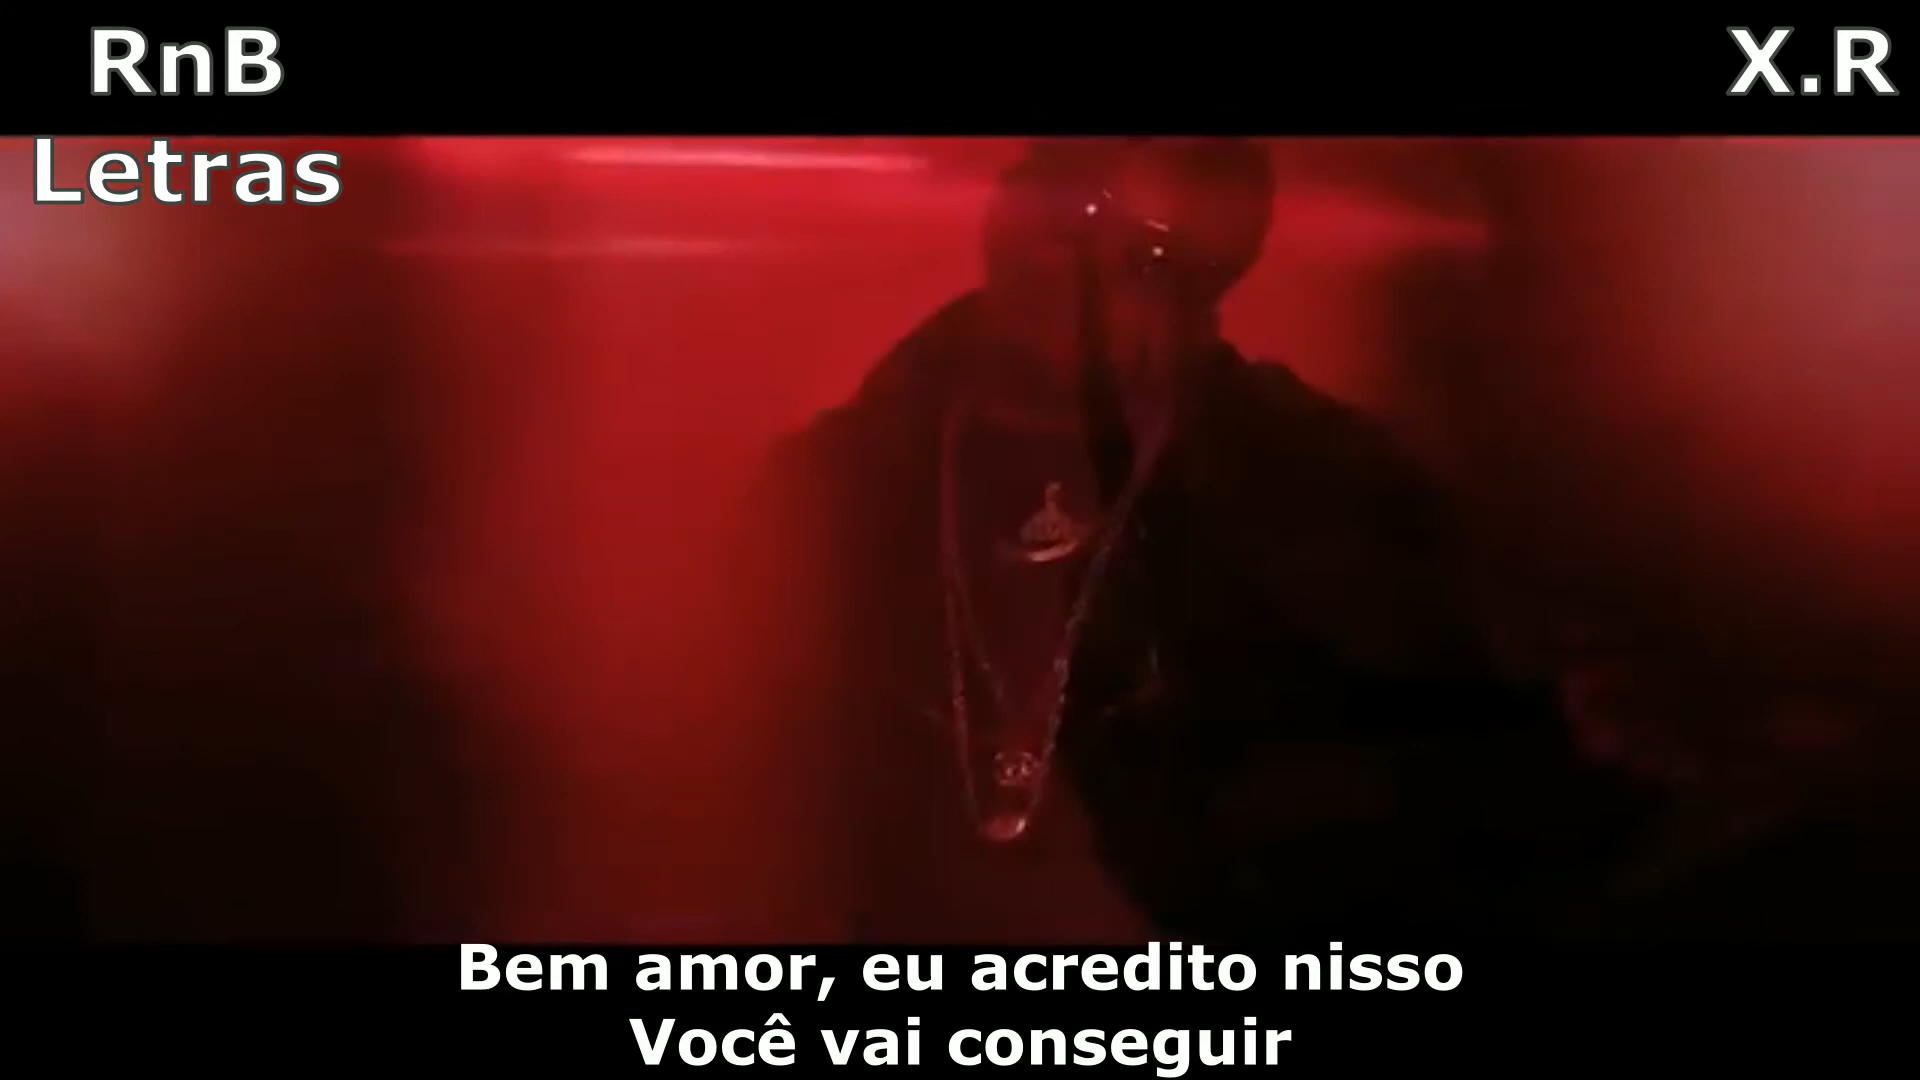 RnB
X.R
Letras
Bem amor, eu acredito nisso
Você vai conseguir